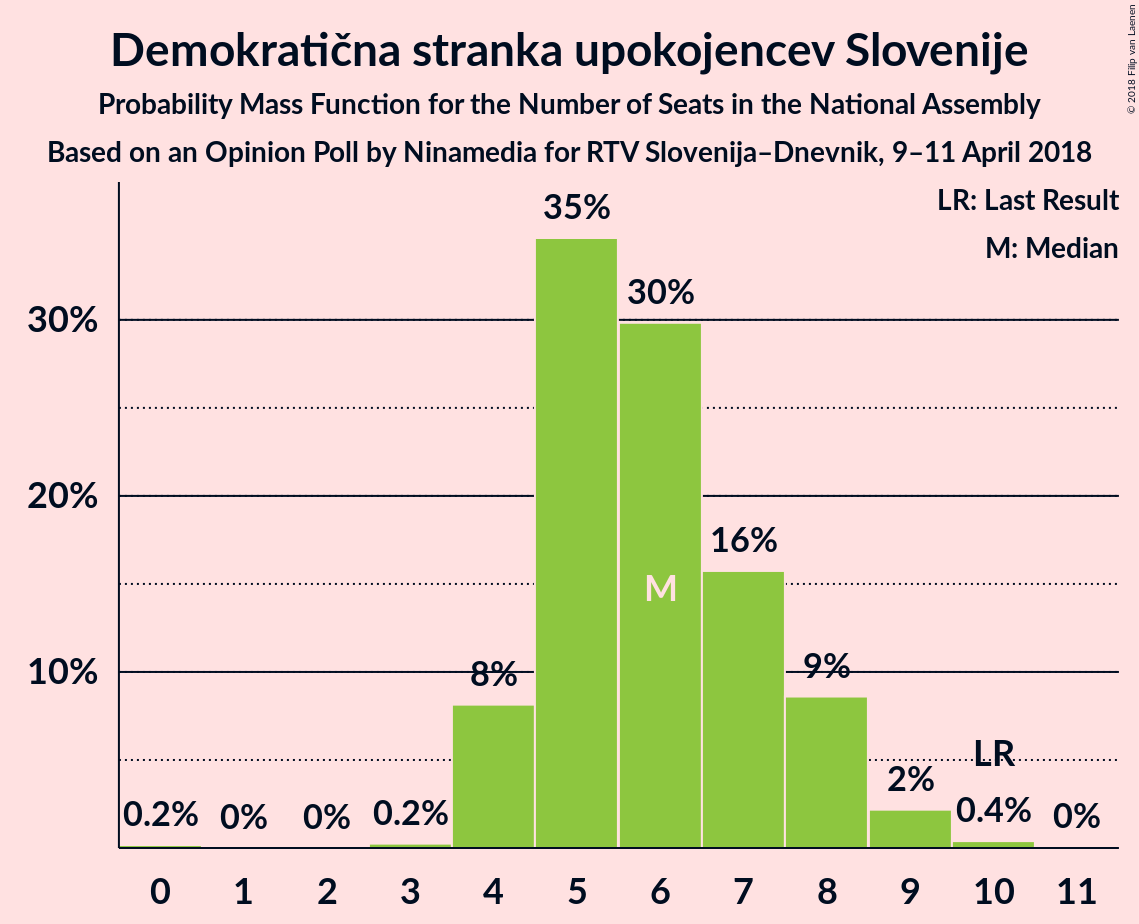 Demokratična stranka upokojencev Slovenije
Probability Mass Function for the Number of Seats in the National Assembly
Based on an Opinion Poll by Ninamedia for RTV Slovenija–Dnevnik, 9–11 April 2018
© 2018 Filip van Laenen
LR: Last Result
M: Median
35%
30%
30%
20%
16%
M
10%
8%
9%
LR
2%
0.2%
0%
0%
0.2%
0.4%
0%
0 1 2 3 4 5 6 7 8 9 10 11